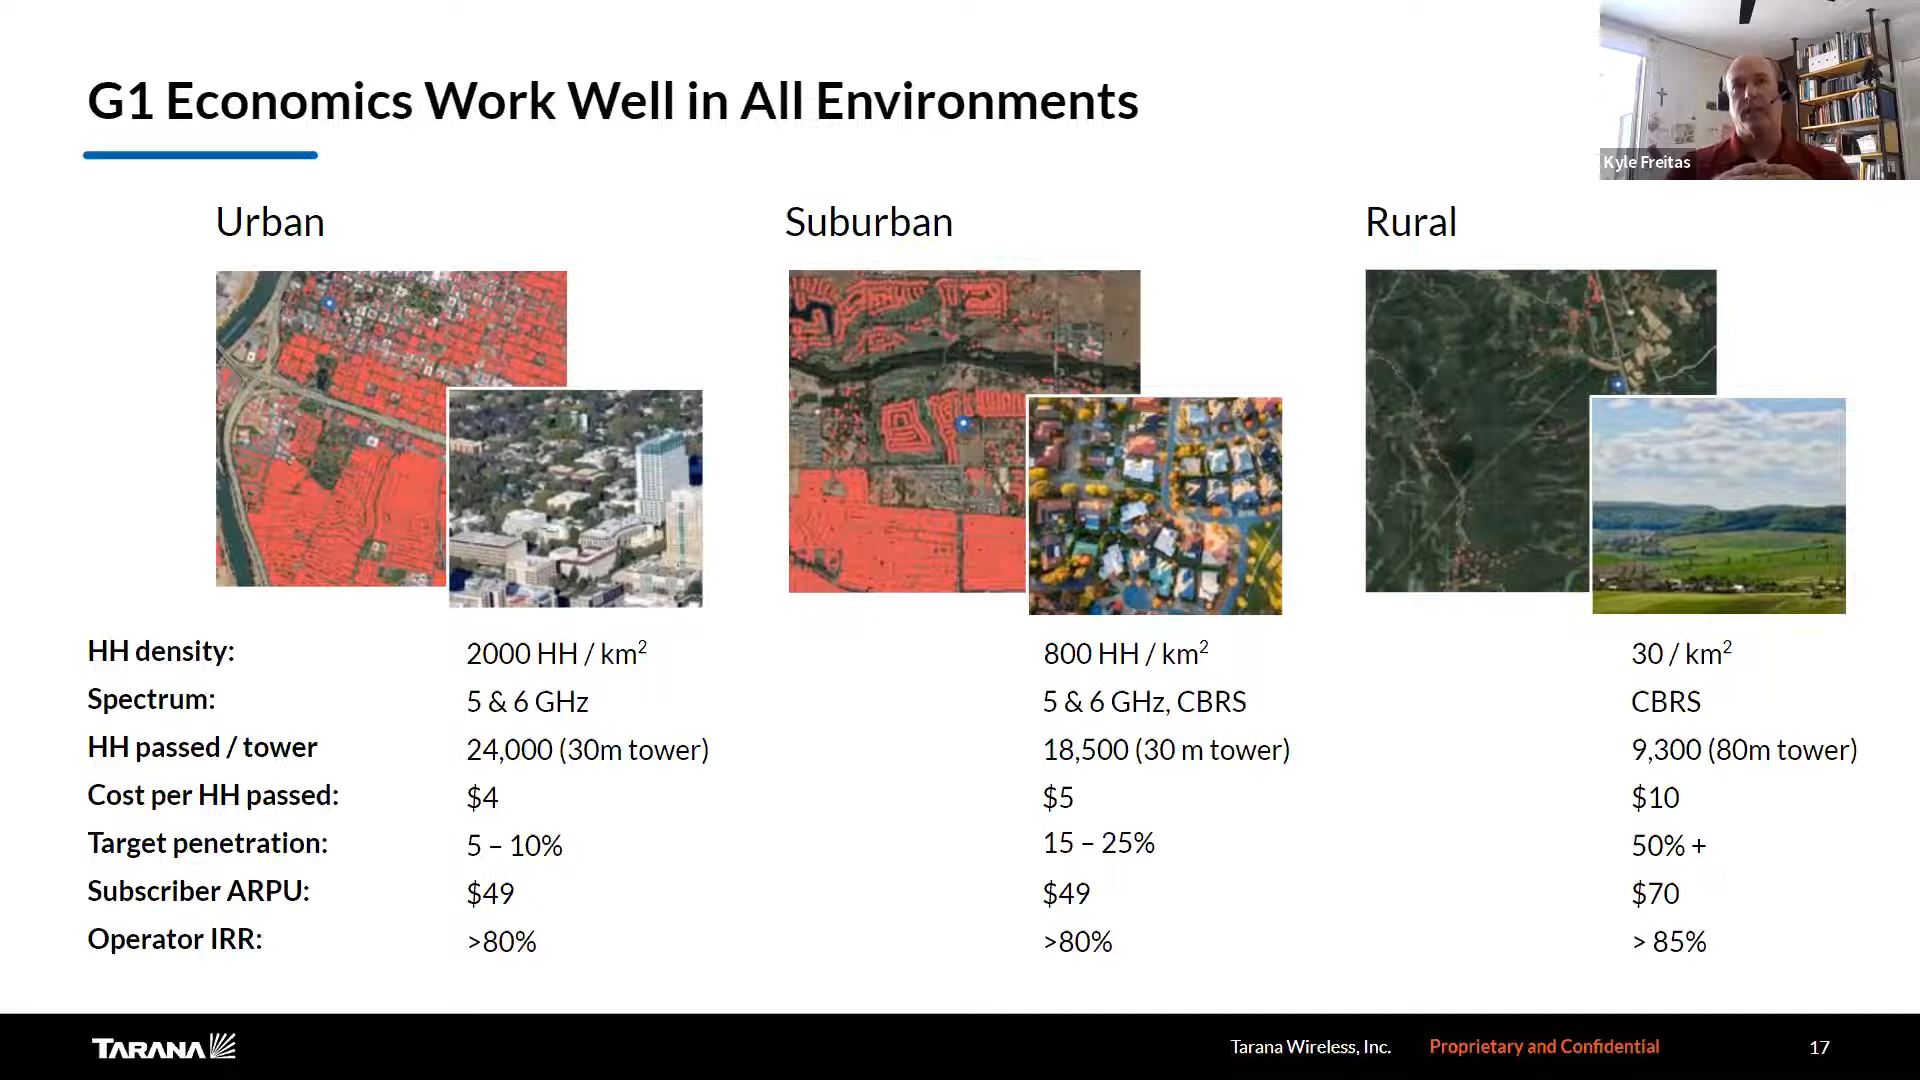 G1 Economics Work Well in All Environments
Kyle Freitas
Urban
Suburban
Rural
HH density: 2000 HH / km² 800 HH / km² 30 / km²
Spectrum: 5 & 6 GHz 5 & 6 GHz, CBRS CBRS
HH passed / tower 24,000 (30m tower) 18,500 (30 m tower) 9,300 (80m tower)
Cost per HH passed: $4 $5 $10
Target penetration: 5 – 10% 15 – 25% 50% +
Subscriber ARPU: $49 $49 $70
Operator IRR: >80% >80% > 85%
TARANA
Tarana Wireless, Inc. Proprietary and Confidential 17